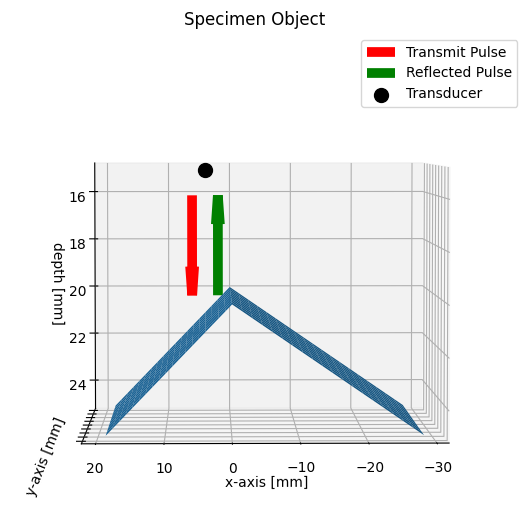 Specimen Object
Transmit Pulse
Reflected Pulse
Transducer
16
18
20
22
24
depth [mm]
y-axis [mm]
20
10
0
−10
−20
−30
x-axis [mm]